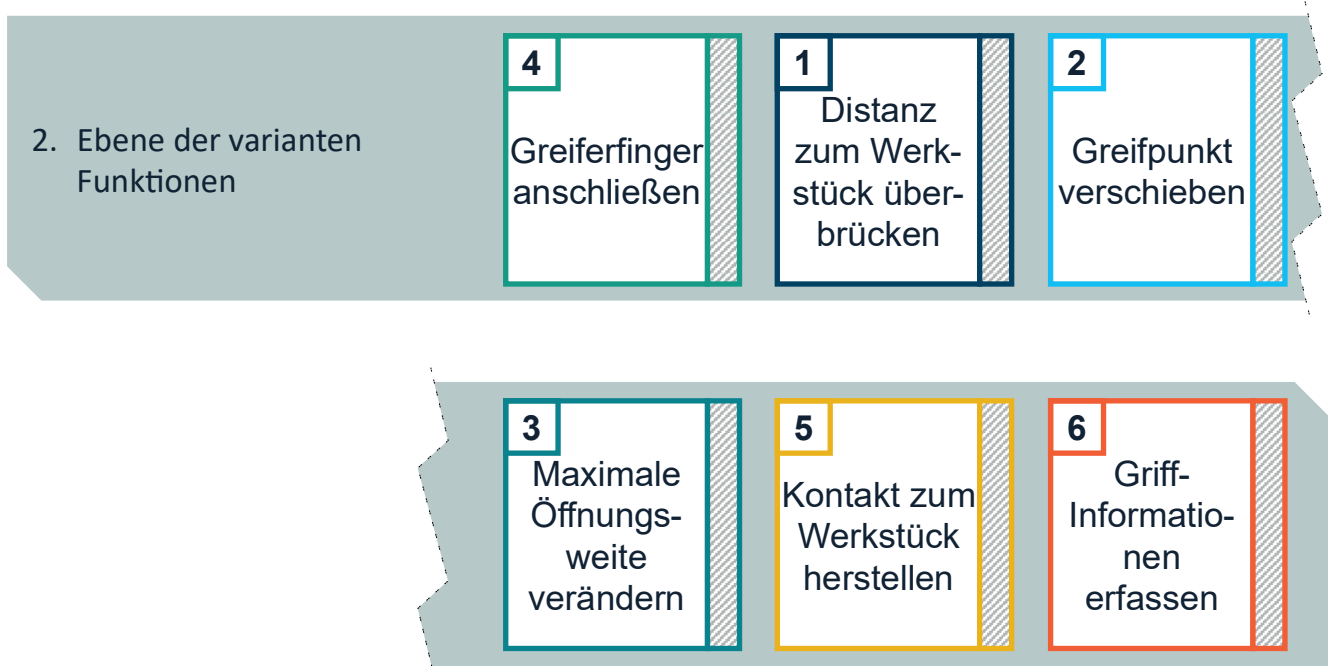 2. Ebene der varianten
Funktionen
4
Greiferfinger
anschließen
1
Distanz
zum Werk-
stück über-
brücken
2
Greifpunkt
verschieben
3
Maximale
Öffnungs-
weite
verändern
5
Kontakt zum
Werkstück
herstellen
6
Griff-
Informatio-
nen
erfassen